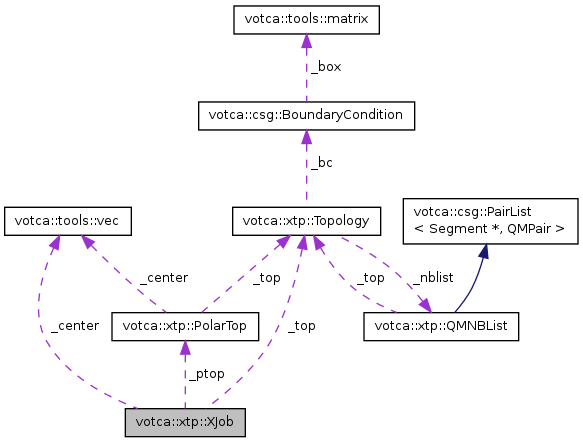 votca::tools::matrix
_box
votca::csg::BoundaryCondition
_bc
votca::tools::vec
votca::xtp::Topology
votca::csg::PairList
< Segment *, QMPair >
_center
_top
_top
_nblist
_center
votca::xtp::PolarTop
_top
votca::xtp::QMNBList
_ptop
votca::xtp::XJob